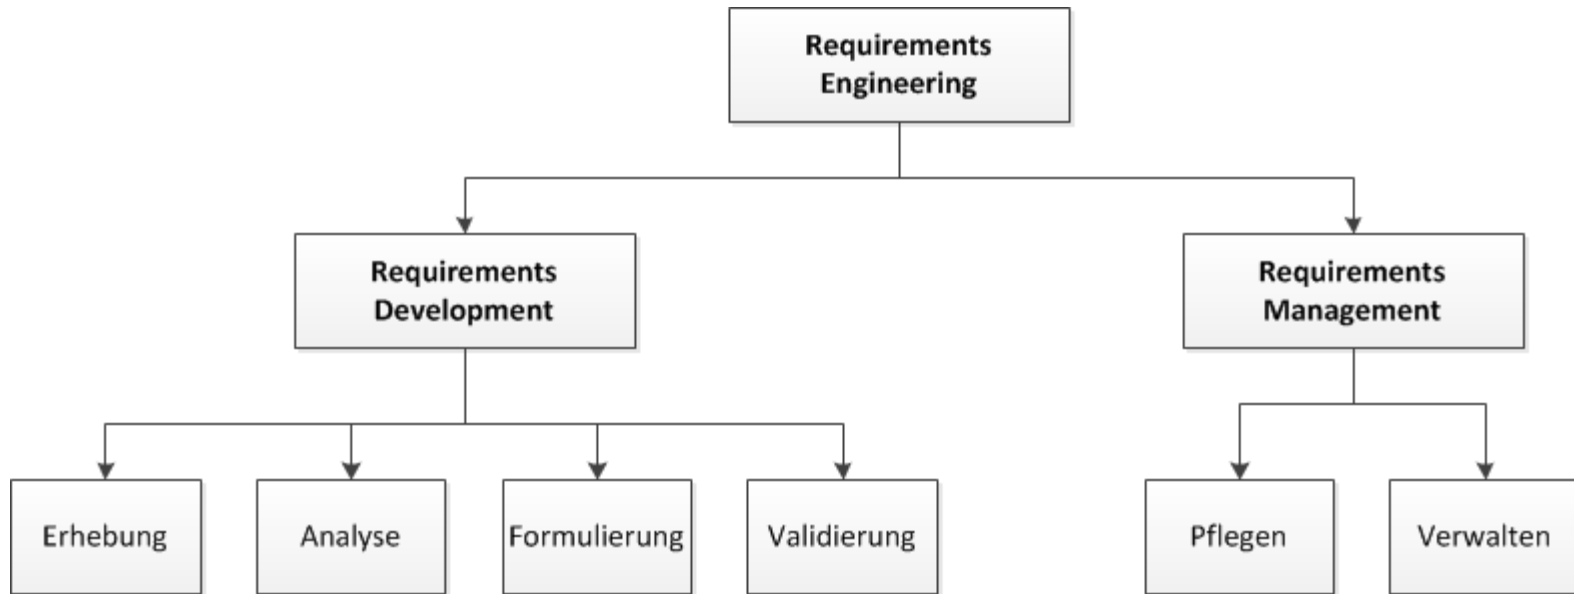 Requirements
Engineering
Requirements
Development
Requirements
Management
Erhebung
Analyse
Formulierung
Validierung
Pflegen
Verwalten